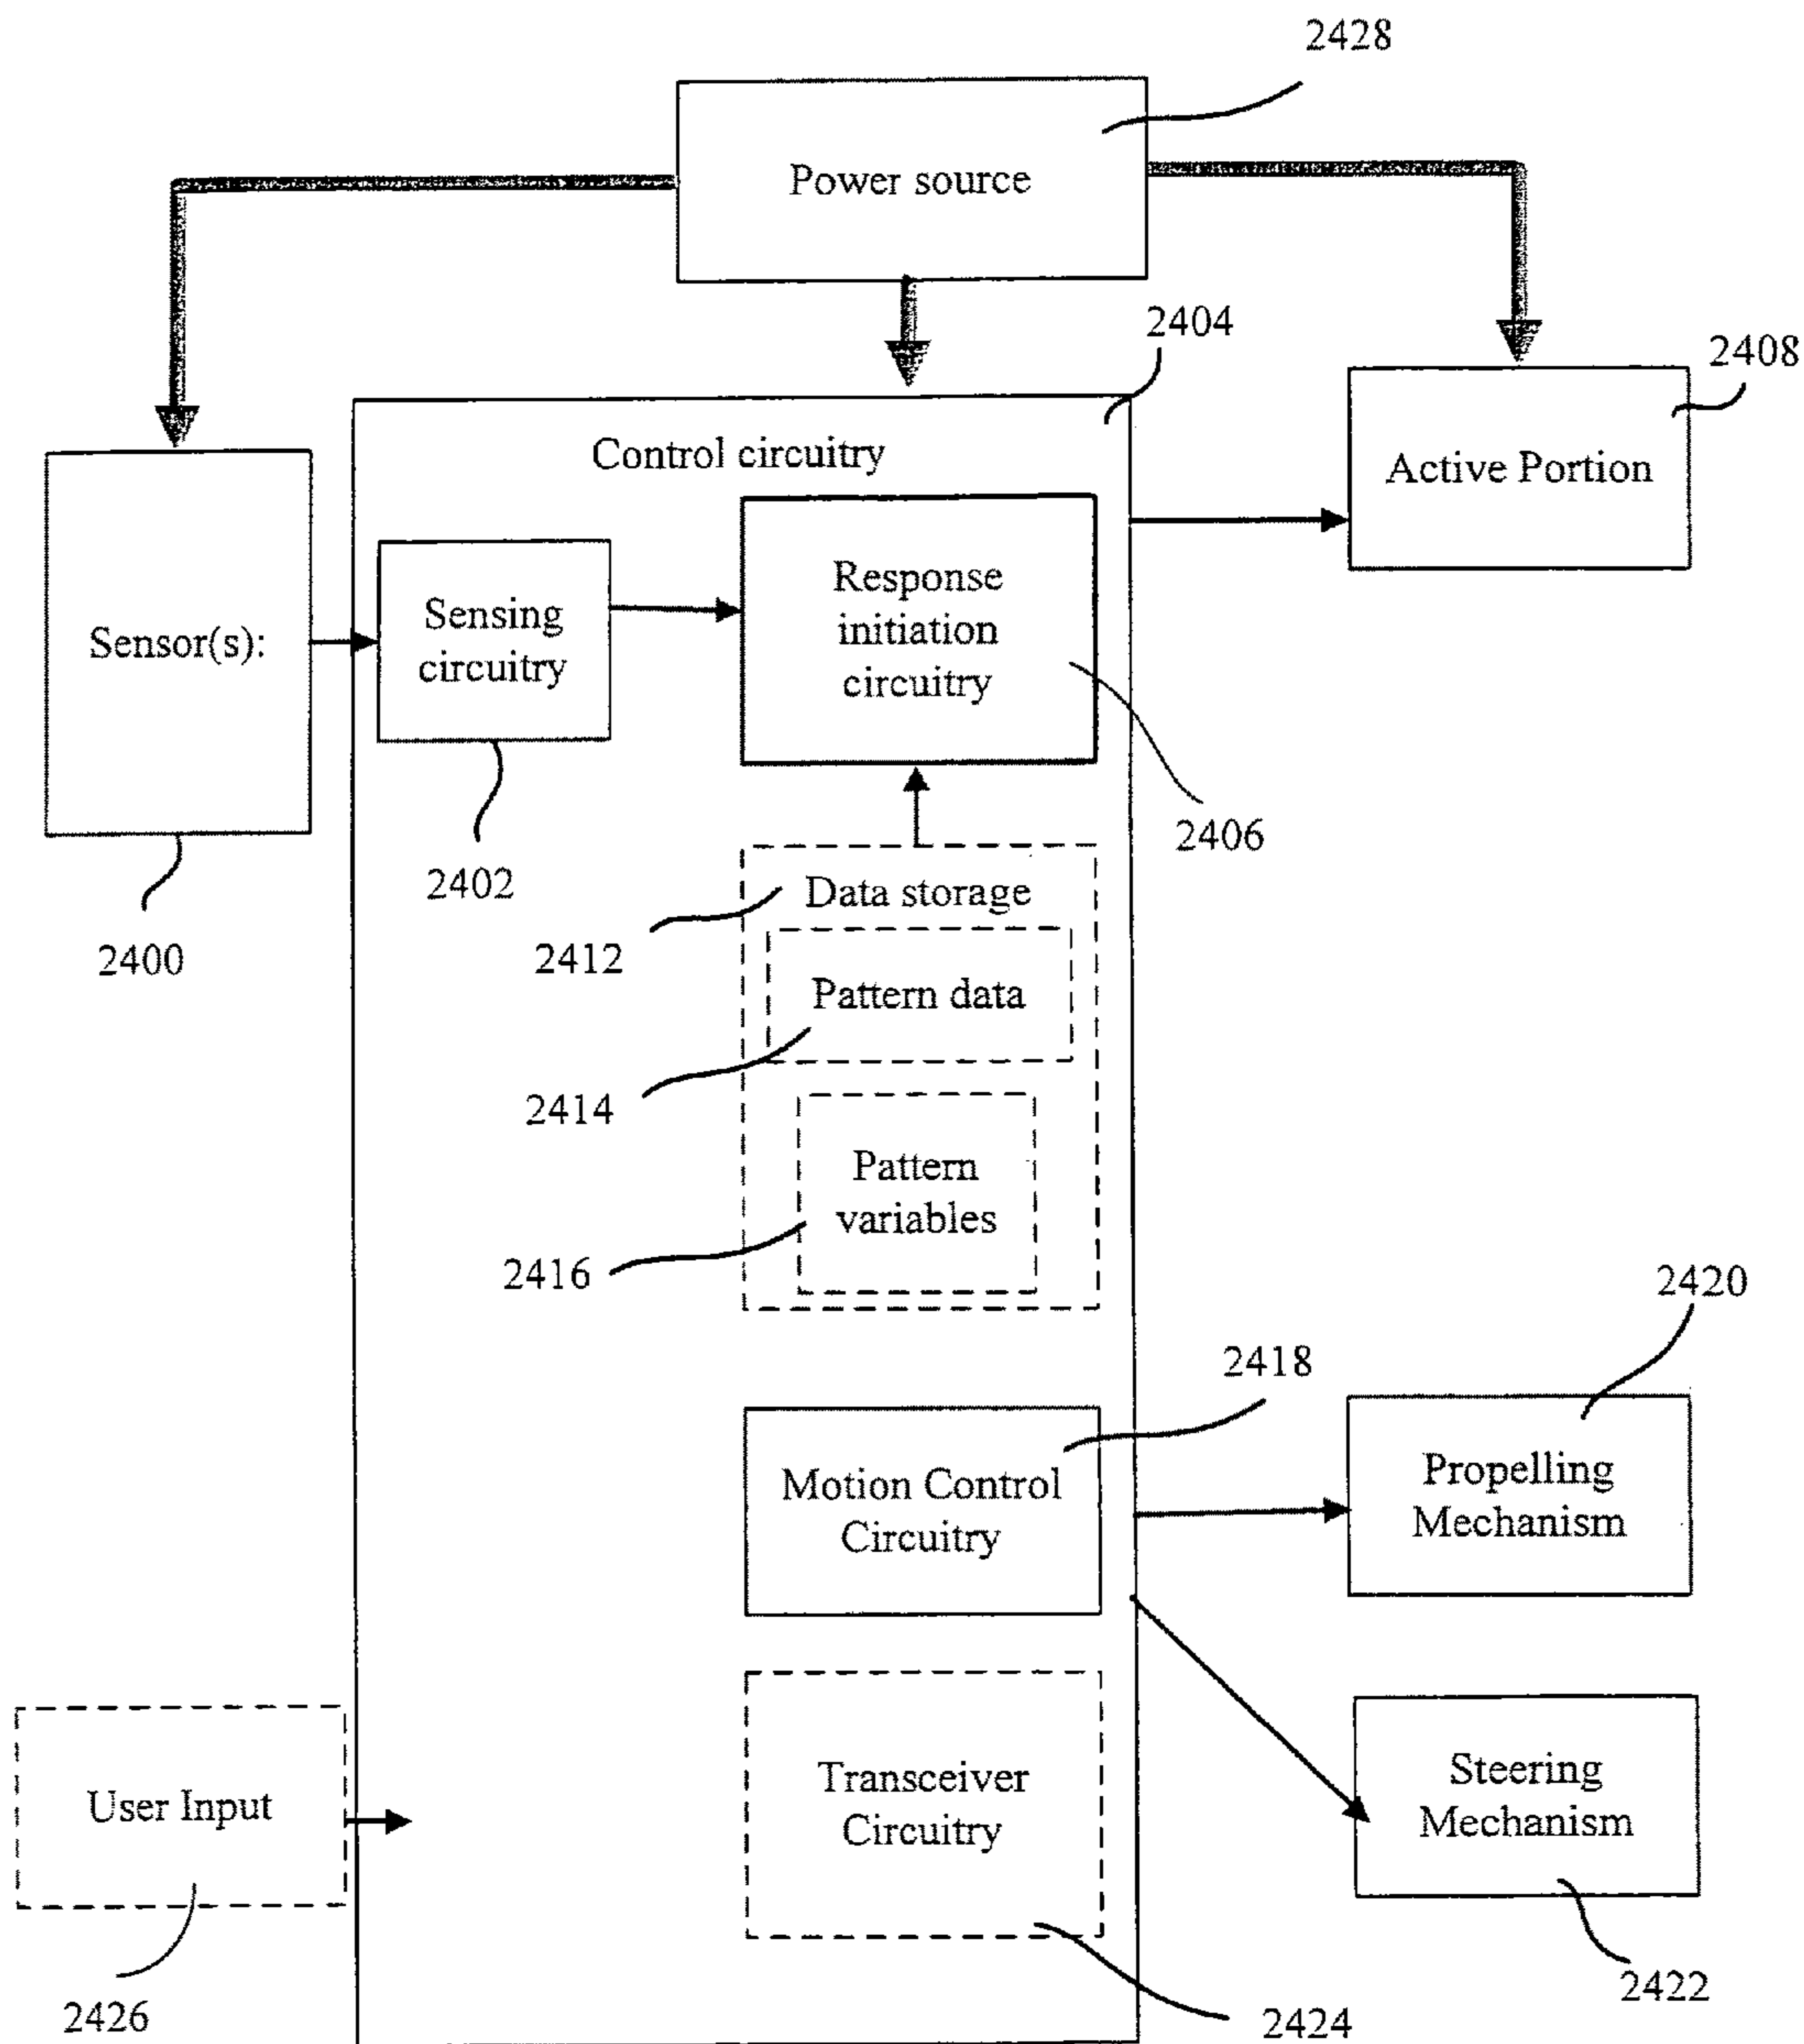 2428
Power source
2404
2408
Control circuitry
Active Portion
Response
initiation
circuitry
Sensing
circuitry
Sensor(s):
2406
2402
Data storage
2412
2400
Pattern data
2414
Pattern
variables
2416
2420
2418
Propelling
Mechanism
Motion Control
Circuitry
Steering
Mechanism
Transceiver
Circuitry
User Input
2422
2426
2424